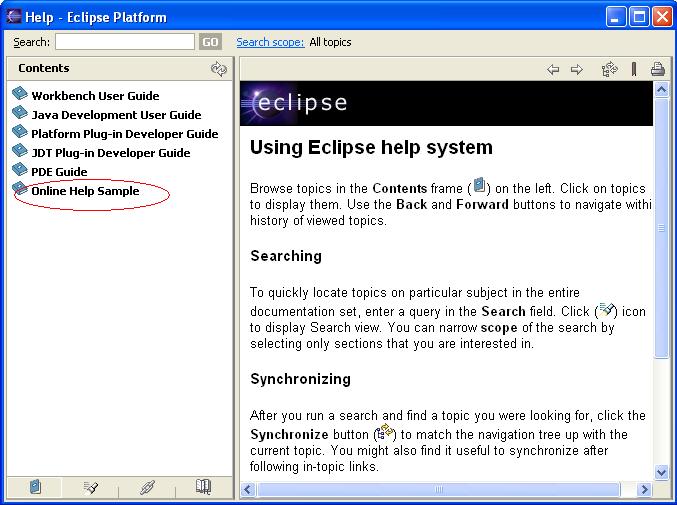 Help - Eclipse Platform
Search:
GO
Search scope: All topics
Contents
Workbench User Guide
Java Development User Guide
Platform Plug-in Developer Guide
JDT Plug-in Developer Guide
PDE Guide
Online Help Sample
eclipse
Using Eclipse help system
Browse topics in the Contents frame ( ) on the left. Click on topics
to display them. Use the Back and Forward buttons to navigate withi
history of viewed topics.
Searching
To quickly locate topics on particular subject in the entire
documentation set, enter a query in the Search field. Click ( ) icon
to display Search view. You can narrow scope of the search by
selecting only sections that you are interested in.
Synchronizing
After you run a search and find a topic you were looking for, click the
Synchronize button ( ) to match the navigation tree up with the
current topic. You might also find it useful to synchronize after
following in-topic links.